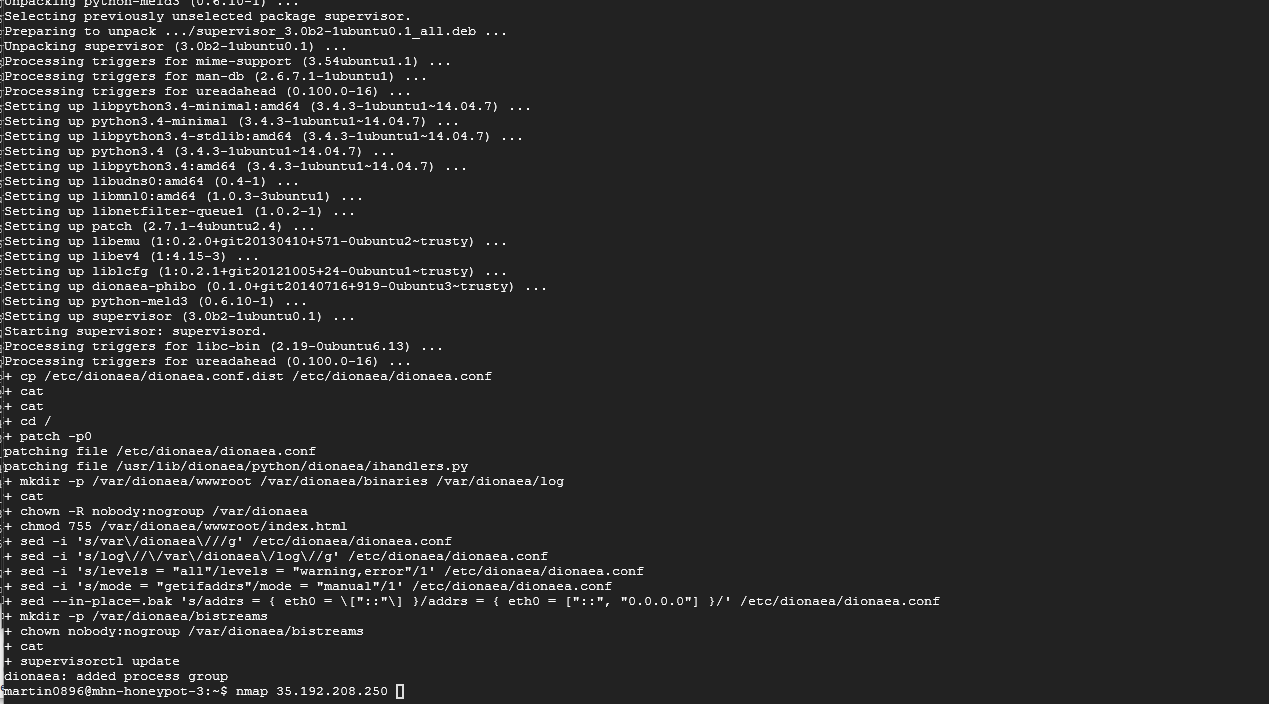 Unpacking python-meld3 (0.6.10-1) ...
Selecting previously unselected package supervisor.
Preparing to unpack .../supervisor_3.0b2-1ubuntu0.1_all.deb ...
Unpacking supervisor (3.0b2-1ubuntu0.1) ...
Processing triggers for mime-support (3.54ubuntu1.1) ...
Processing triggers for man-db (2.6.7.1-1ubuntu1) ...
Processing triggers for ureadahead (0.100.0-16) ...
Setting up libpython3.4-minimal:amd64 (3.4.3-1ubuntu1~14.04.7) ...
Setting up python3.4-minimal (3.4.3-1ubuntu1~14.04.7) ...
Setting up libpython3.4-stdlib:amd64 (3.4.3-1ubuntu1~14.04.7) ...
Setting up python3.4 (3.4.3-1ubuntu1~14.04.7) ...
Setting up libpython3.4:amd64 (3.4.3-1ubuntu1~14.04.7) ...
Setting up libudns0:amd64 (0.4-1) ...
Setting up libmnl0:amd64 (1.0.3-3ubuntu1) ...
Setting up libnetfilter-queue1 (1.0.2-1) ...
Setting up patch (2.7.1-4ubuntu2.4) ...
Setting up libemu (1:0.2.0+git20130410+571-0ubuntu2~trusty) ...
Setting up libev4 (1:4.15-3) ...
Setting up liblcfg (1:0.2.1+git20121005+24-0ubuntu1~trusty) ...
Setting up dionaea-phibo (0.1.0+git20140716+919-0ubuntu3~trusty) ...
Setting up python-meld3 (0.6.10-1) ...
Setting up supervisor (3.0b2-1ubuntu0.1) ...
Starting supervisor: supervisord.
Processing triggers for libc-bin (2.19-0ubuntu6.13) ...
Processing triggers for ureadahead (0.100.0-16) ...
+ cp /etc/dionaea/dionaea.conf.dist /etc/dionaea/dionaea.conf
+ cat
+ cat
+ cd /
+ patch -p0
patching file /etc/dionaea/dionaea.conf
patching file /usr/lib/dionaea/python/dionaea/ihandlers.py
+ mkdir -p /var/dionaea/wwwroot /var/dionaea/binaries /var/dionaea/log
+ cat
+ chown -R nobody:nogroup /var/dionaea
+ chmod 755 /var/dionaea/wwwroot/index.html
+ sed -i 's/var\/dionaea\///g' /etc/dionaea/dionaea.conf
+ sed -i 's/log\//\/var\/dionaea\/log\//g' /etc/dionaea/dionaea.conf
+ sed -i 's/levels = "all"/levels = "warning,error"/1' /etc/dionaea/dionaea.conf
+ sed -i 's/mode = "getifaddrs"/mode = "manual"/1' /etc/dionaea/dionaea.conf
+ sed --in-place=.bak 's/addrs = { eth0 = \["::"\] }/addrs = { eth0 = ["::", "0.0.0.0"] }/' /etc/dionaea/dionaea.conf
+ mkdir -p /var/dionaea/bistreams
+ chown nobody:nogroup /var/dionaea/bistreams
+ cat
+ supervisorctl update
dionaea: added process group
martin0896@mhn-honeypot-3:~$ nmap 35.192.208.250